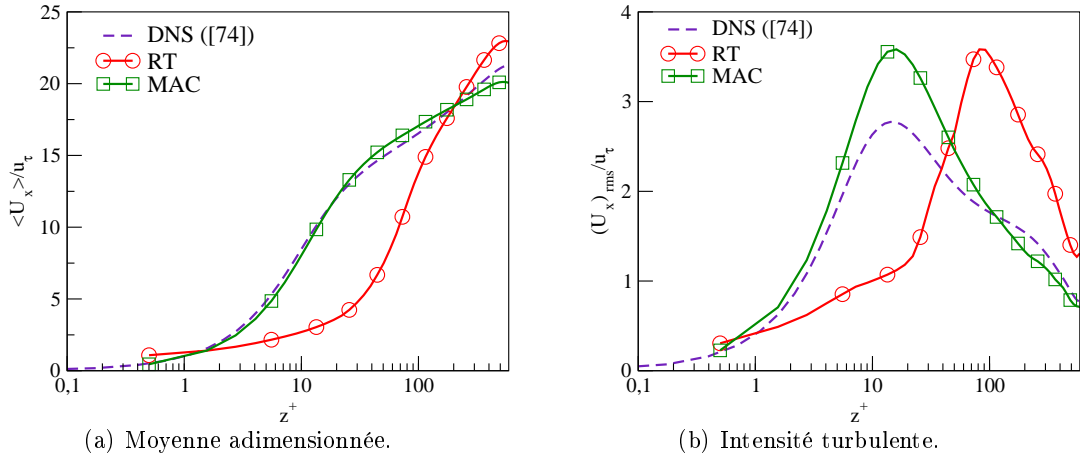 DNS ([74])
RT
MAC
<U_x>/u_τ
25
20
15
10
5
0
0,1 1 10 100
z^+
(a) Moyenne adimensionnée.
DNS ([74])
RT
MAC
(U_x)_rms/u_τ
4
3
2
1
0
0,1 1 10 100
z^+
(b) Intensité turbulente.